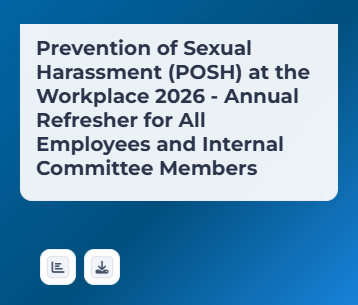 Prevention of Sexual
Harassment (POSH) at the
Workplace 2026 - Annual
Refresher for All
Employees and Internal
Committee Members